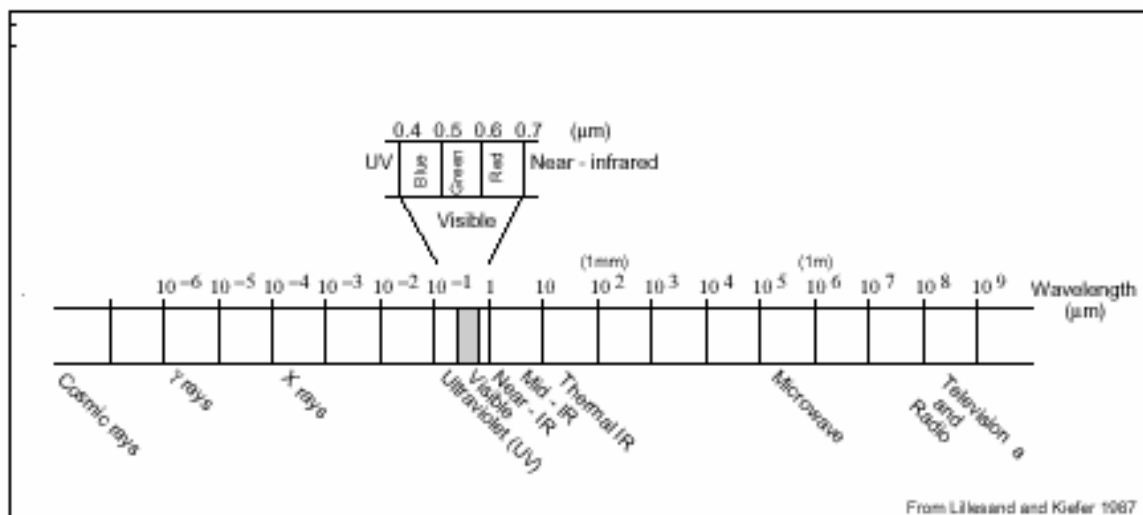 0.4 0.5 0.6 0.7 (μm)
UV Blue Green Red Near - infrared
Visible
(1mm) (1m)
10⁻⁶ 10⁻⁵ 10⁻⁴ 10⁻³ 10⁻² 10⁻¹ 1 10 10² 10³ 10⁴ 10⁵ 10⁶ 10⁷ 10⁸ 10⁹ Wavelength
(μm)
Cosmic rays
γ rays
X rays
Ultraviolet (UV)
Visible
Near - IR
Mid - IR
Thermal IR
Microwave
Television a
and
Radio
From Lillesand and Kiefer 1987